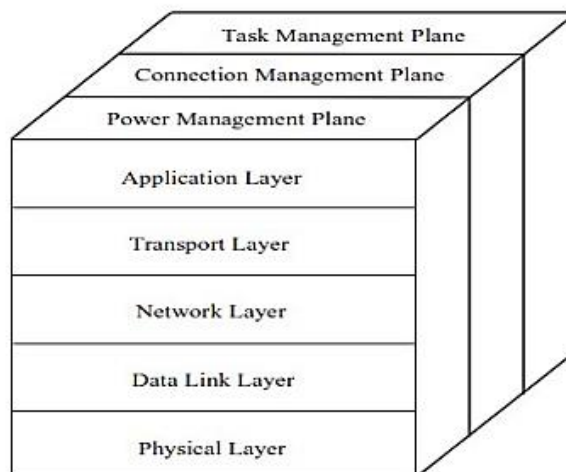 Task Management Plane
Connection Management Plane
Power Management Plane
Application Layer
Transport Layer
Network Layer
Data Link Layer
Physical Layer